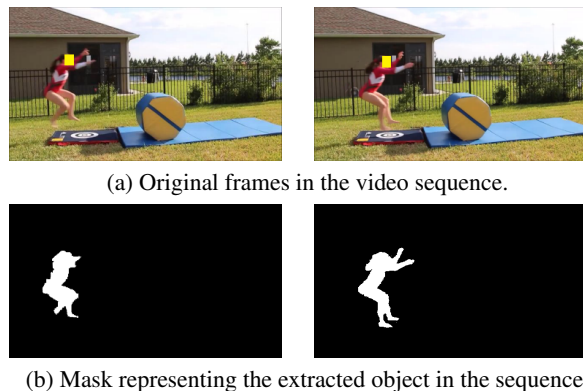 (a) Original frames in the video sequence.
(b) Mask representing the extracted object in the sequence